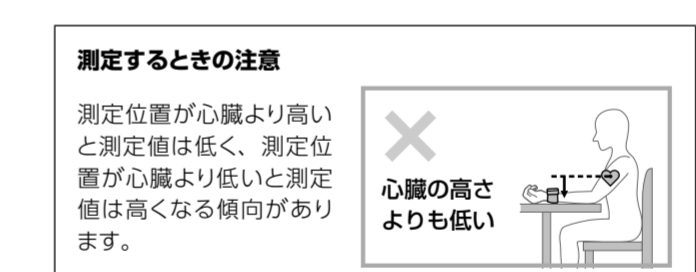 測定するときの注意
測定位置が心臓より高い
と測定値は低く、測定位
置が心臓より低いと測定
値は高くなる傾向があり
ます。
心臓の高さ
よりも低い